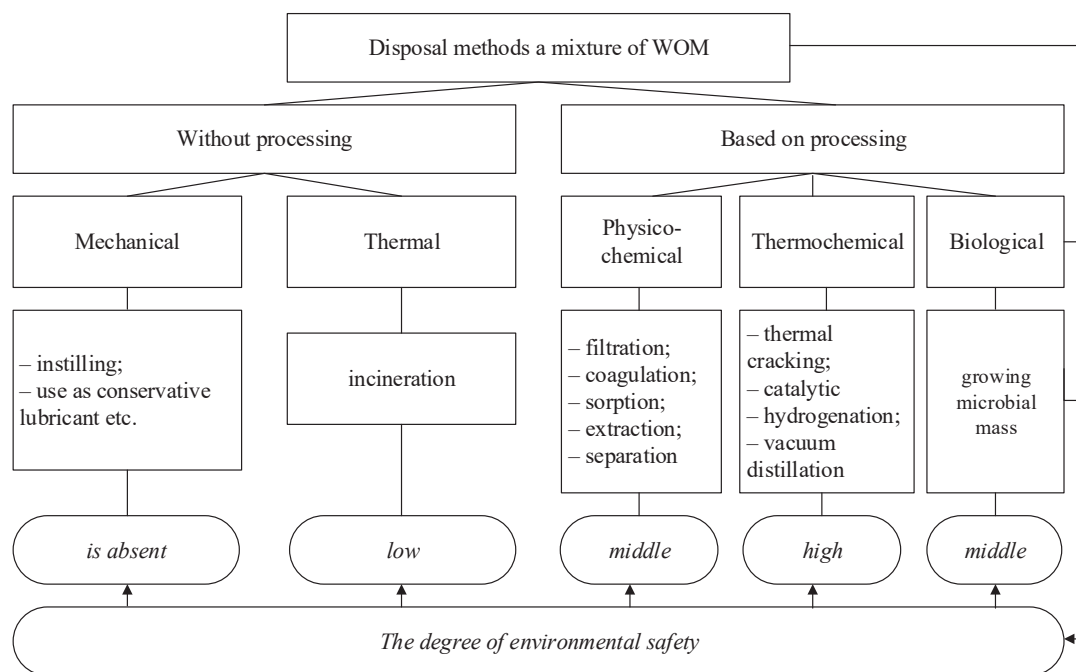 Disposal methods a mixture of WOM
Without processing
Based on processing
Mechanical
Thermal
Physico-
chemical
Thermochemical
Biological
– instilling;
– use as conservative
lubricant etc.
incineration
– filtration;
– coagulation;
– sorption;
– extraction;
– separation
– thermal
cracking;
– catalytic
– hydrogenation;
– vacuum
distillation
growing
microbial
mass
is absent
low
middle
high
middle
The degree of environmental safety